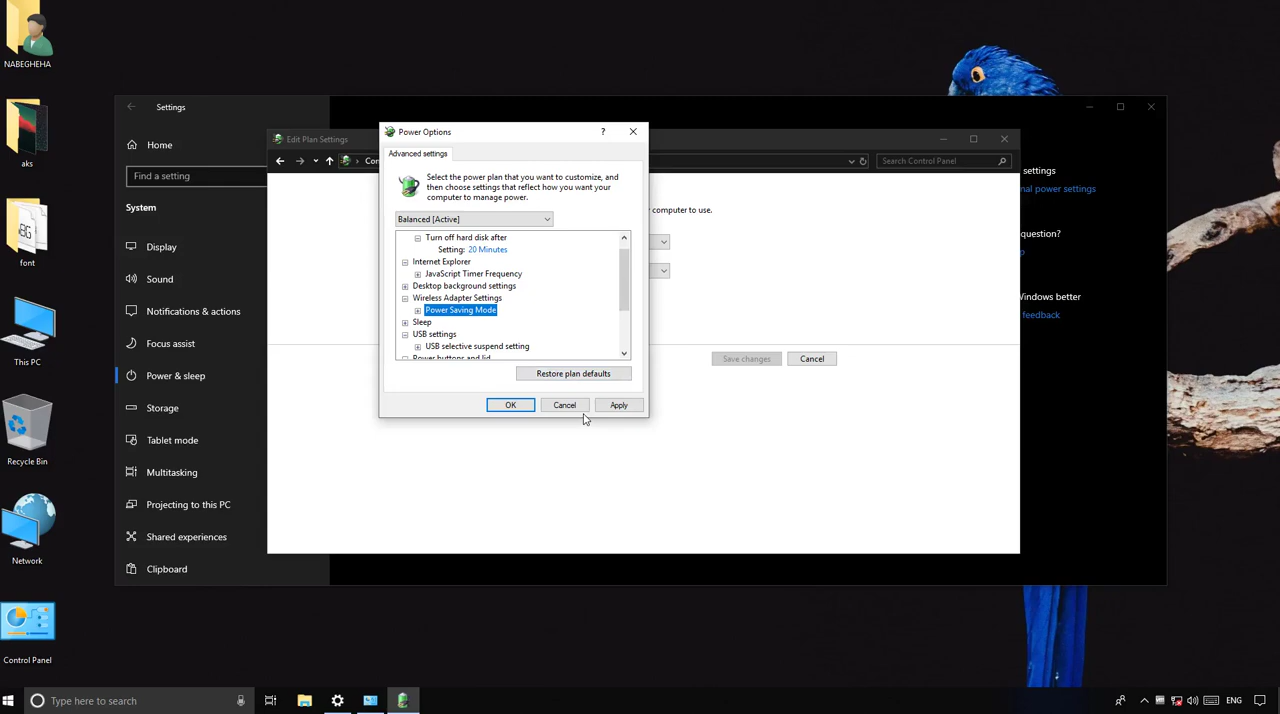 NABEGHEHA
aks
font
This PC
Recycle Bin
Network
Control Panel
Settings
Home
Find a setting
System
Display
Sound
Notifications & actions
Focus assist
Power & sleep
Storage
Tablet mode
Multitasking
Projecting to this PC
Shared experiences
Clipboard
Edit Plan Settings
Con
Search Control Panel
computer to use.
Save changes
Cancel
Power Options
?
Advanced settings
Select the power plan that you want to customize, and
then choose settings that reflect how you want your
computer to manage power.
Balanced [Active]
Turn off hard disk after
Setting: 20 Minutes
Internet Explorer
JavaScript Timer Frequency
Desktop background settings
Wireless Adapter Settings
Power Saving Mode
Sleep
USB settings
USB selective suspend setting
Power buttons and lid
Restore plan defaults
OK
Cancel
Apply
settings
nal power settings
question?
p
Windows better
feedback
Type here to search
ENG